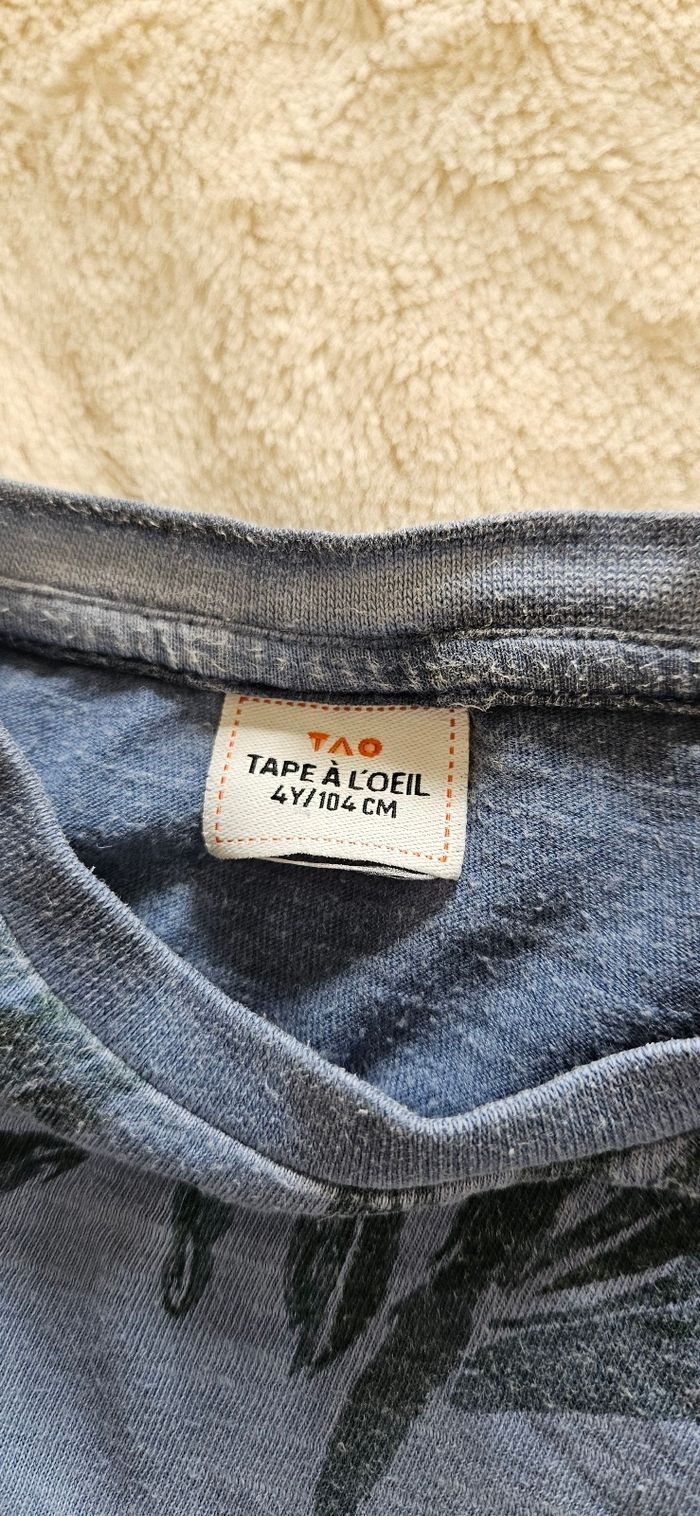 TAO
TAPE À L'OEIL
4Y/104 CM